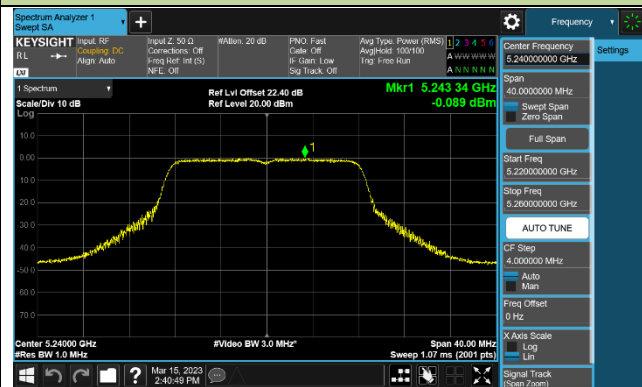 Spectrum Analyzer 1
Swept SA
+
Frequency
KEYSIGHT
RL
LXI
Input: RF
Coupling: DC
Align: Auto
Input Z: 50 Ω
Corrections: Off
Freq Ref: Int (S)
NFE: Off
#Atten: 20 dB
PNO: Fast
Gate: Off
IF Gain: Low
Sig Track: Off
Avg Type: Power (RMS)
Avg|Hold: 100/100
Trig: Free Run
1 2 3 4 5 6
A W W W W W
A N N N N N
1 Spectrum
Scale/Div 10 dB
Log
Ref Lvl Offset 22.40 dB
Ref Level 20.00 dBm
Mkr1 5.243 34 GHz
-0.089 dBm
10.0
0.00
10.0
20.0
30.0
40.0
50.0
60.0
70.0
1
Center 5.24000 GHz
#Res BW 1.0 MHz
#Video BW 3.0 MHz*
Span 40.00 MHz
Sweep 1.07 ms (2001 pts)
Center Frequency
5.240000000 GHz
Settings
Span
40.0000000 MHz
Swept Span
Zero Span
Full Span
Start Freq
5.220000000 GHz
Stop Freq
5.260000000 GHz
AUTO TUNE
CF Step
4.000000 MHz
Auto
Man
Freq Offset
0 Hz
X Axis Scale
Log
Lin
Signal Track
(Span Zoom)
?
Mar 15, 2023
2:40:49 PM